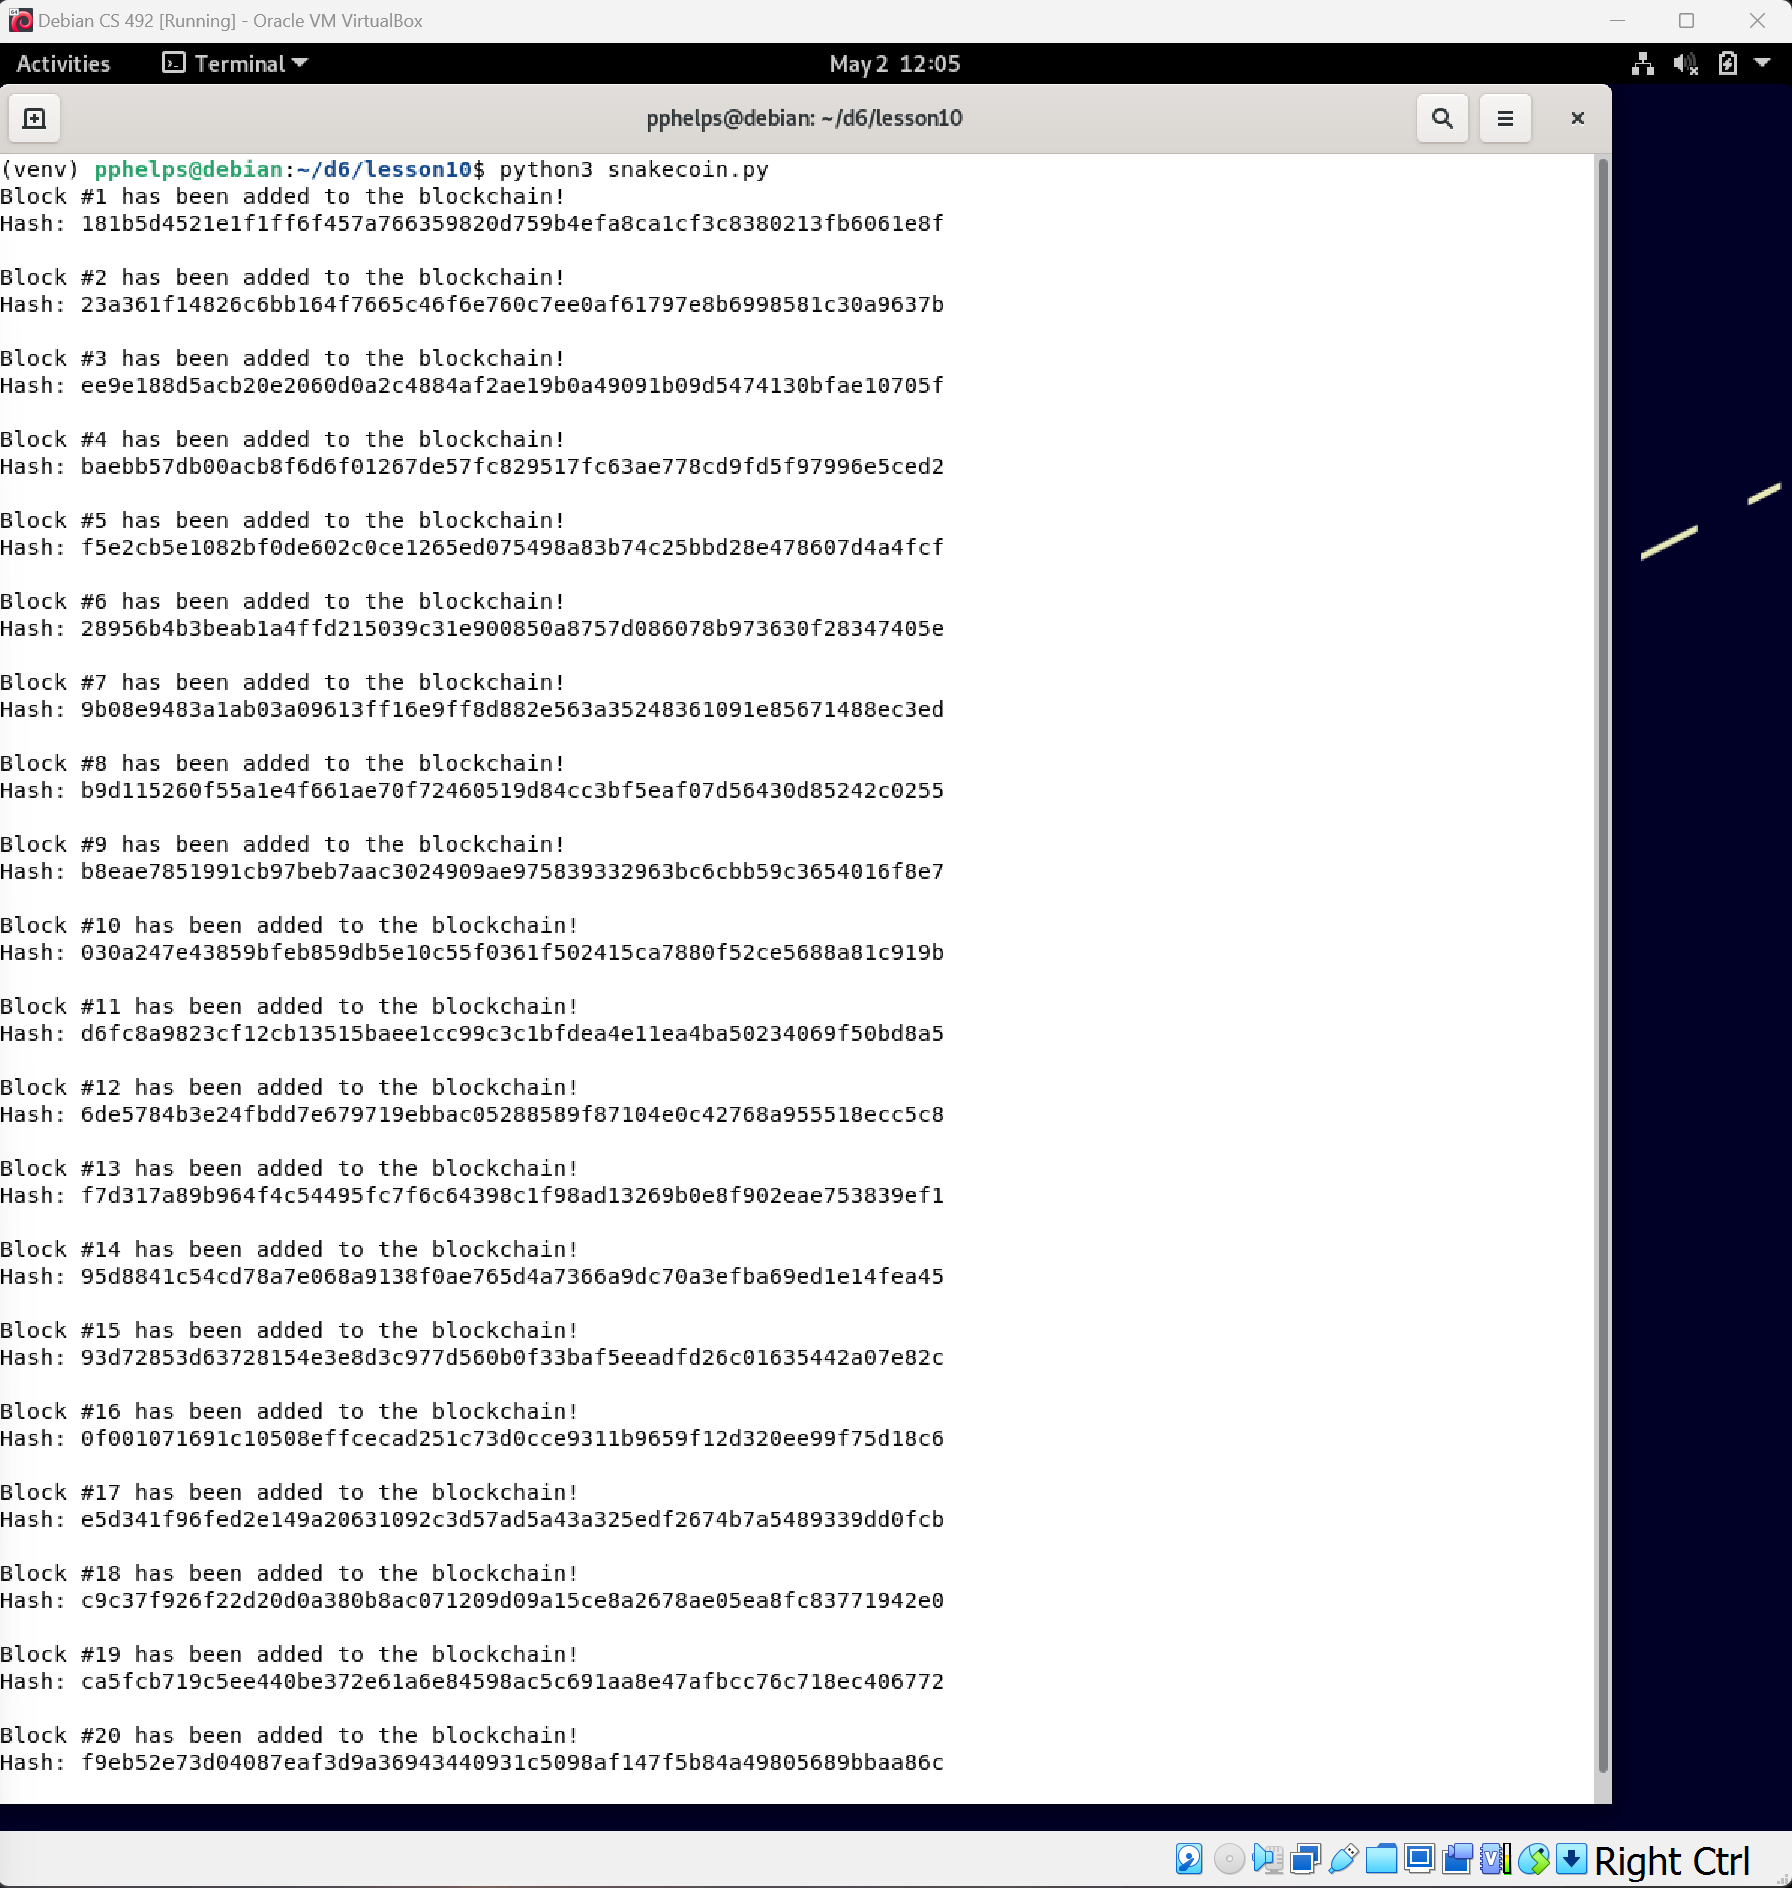 Debian CS 492 [Running] - Oracle VM VirtualBox
Activities Terminal May 2 12:05
pphelps@debian: ~/d6/lesson10
(venv) pphelps@debian:~/d6/lesson10$ python3 snakecoin.py
Block #1 has been added to the blockchain!
Hash: 181b5d4521e1f1ff6f457a766359820d759b4efa8ca1cf3c8380213fb6061e8f
Block #2 has been added to the blockchain!
Hash: 23a361f14826c6bb164f7665c46f6e760c7ee0af61797e8b6998581c30a9637b
Block #3 has been added to the blockchain!
Hash: ee9e188d5acb20e2060d0a2c4884af2ae19b0a49091b09d5474130bfae10705f
Block #4 has been added to the blockchain!
Hash: baebb57db00acb8f6d6f01267de57fc829517fc63ae778cd9fd5f97996e5ced2
Block #5 has been added to the blockchain!
Hash: f5e2cb5e1082bf0de602c0ce1265ed075498a83b74c25bbd28e478607d4a4fcf
Block #6 has been added to the blockchain!
Hash: 28956b4b3beab1a4ffd215039c31e900850a8757d086078b973630f28347405e
Block #7 has been added to the blockchain!
Hash: 9b08e9483a1ab03a09613ff16e9ff8d882e563a35248361091e85671488ec3ed
Block #8 has been added to the blockchain!
Hash: b9d115260f55a1e4f661ae70f72460519d84cc3bf5eaf07d56430d85242c0255
Block #9 has been added to the blockchain!
Hash: b8eae7851991cb97beb7aac3024909ae975839332963bc6cbb59c3654016f8e7
Block #10 has been added to the blockchain!
Hash: 030a247e43859bfeb859db5e10c55f0361f502415ca7880f52ce5688a81c919b
Block #11 has been added to the blockchain!
Hash: d6fc8a9823cf12cb13515baee1cc99c3c1bfdea4e11ea4ba50234069f50bd8a5
Block #12 has been added to the blockchain!
Hash: 6de5784b3e24fbdd7e679719ebbac05288589f87104e0c42768a955518ecc5c8
Block #13 has been added to the blockchain!
Hash: f7d317a89b964f4c54495fc7f6c64398c1f98ad13269b0e8f902eae753839ef1
Block #14 has been added to the blockchain!
Hash: 95d8841c54cd78a7e068a9138f0ae765d4a7366a9dc70a3efba69ed1e14fea45
Block #15 has been added to the blockchain!
Hash: 93d72853d63728154e3e8d3c977d560b0f33baf5eeadfd26c01635442a07e82c
Block #16 has been added to the blockchain!
Hash: 0f001071691c10508effcecad251c73d0cce9311b9659f12d320ee99f75d18c6
Block #17 has been added to the blockchain!
Hash: e5d341f96fed2e149a20631092c3d57ad5a43a325edf2674b7a5489339dd0fcb
Block #18 has been added to the blockchain!
Hash: c9c37f926f22d20d0a380b8ac071209d09a15ce8a2678ae05ea8fc83771942e0
Block #19 has been added to the blockchain!
Hash: ca5fcb719c5ee440be372e61a6e84598ac5c691aa8e47afbcc76c718ec406772
Block #20 has been added to the blockchain!
Hash: f9eb52e73d04087eaf3d9a36943440931c5098af147f5b84a49805689bbaa86c
Right Ctrl